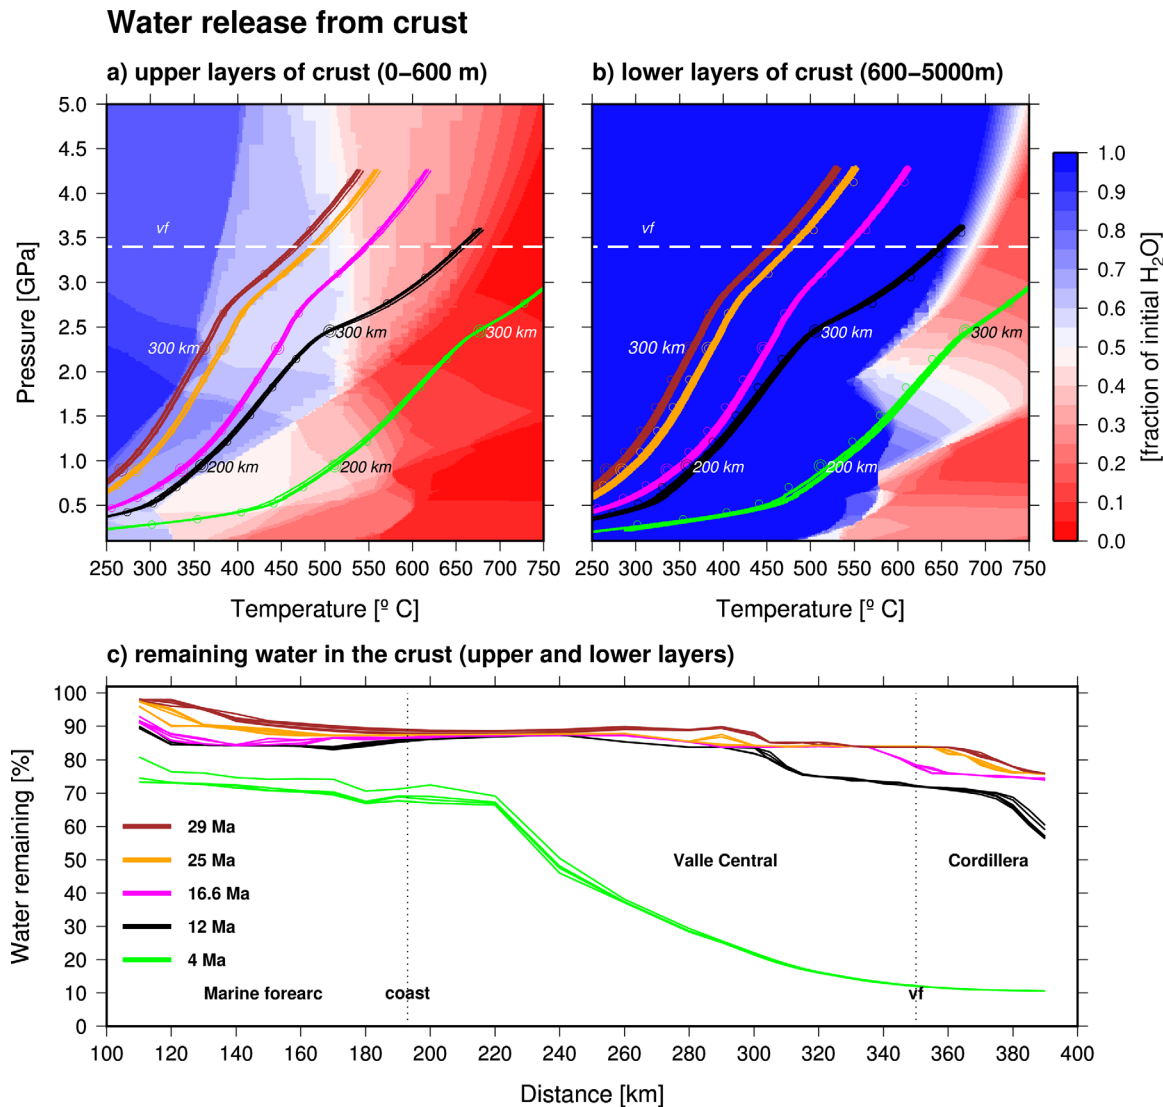 Water release from crust
a) upper layers of crust (0−600 m)
b) lower layers of crust (600−5000m)
5.0
4.5
4.0
3.5
3.0
2.5
2.0
1.5
1.0
0.5
Pressure [GPa]
vf
300 km
300 km
300 km
200 km
200 km
250 300 350 400 450 500 550 600 650 700 750
Temperature [º C]
vf
300 km
300 km
300 km
200 km
200 km
250 300 350 400 450 500 550 600 650 700 750
Temperature [º C]
1.0
0.9
0.8
0.7
0.6
0.5
0.4
0.3
0.2
0.1
0.0
[fraction of initial H₂O]
c) remaining water in the crust (upper and lower layers)
100
90
80
70
60
50
40
30
20
10
0
Water remaining [%]
29 Ma
25 Ma
16.6 Ma
12 Ma
4 Ma
Valle Central
Cordillera
Marine forearc
coast
vf
100 120 140 160 180 200 220 240 260 280 300 320 340 360 380 400
Distance [km]